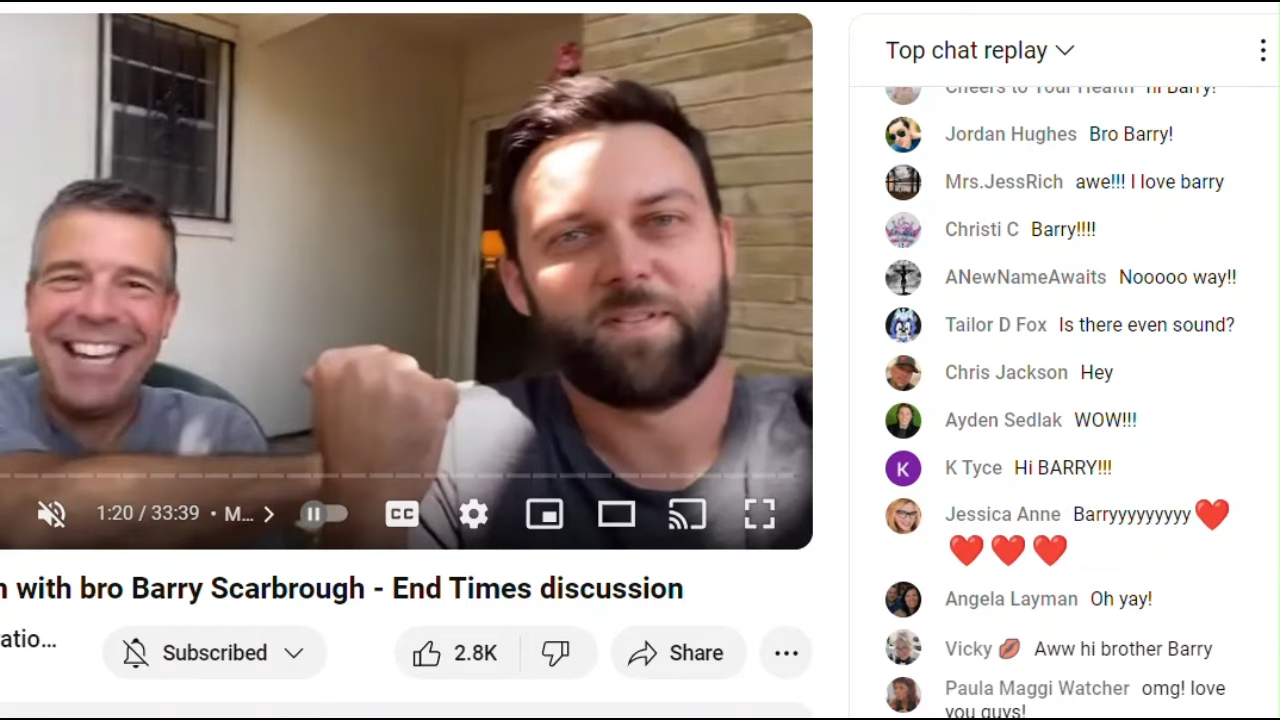 Top chat replay
Cheers to Your Health hi Barry!
Jordan Hughes Bro Barry!
Mrs.JessRich awe!!! I love barry
Christi C Barry!!!!
ANewNameAwaits Nooooo way!!
Tailor D Fox Is there even sound?
Chris Jackson Hey
Ayden Sedlak WOW!!!
K
K Tyce Hi BARRY!!!
Jessica Anne Barryyyyyyyyy ❤️
❤️❤️❤️
Angela Layman Oh yay!
Vicky 💋 Aww hi brother Barry
Paula Maggi Watcher omg! love
you guys!
1:20 / 33:39 • M...
CC
n with bro Barry Scarbrough - End Times discussion
atio...
Subscribed
2.8K
Share